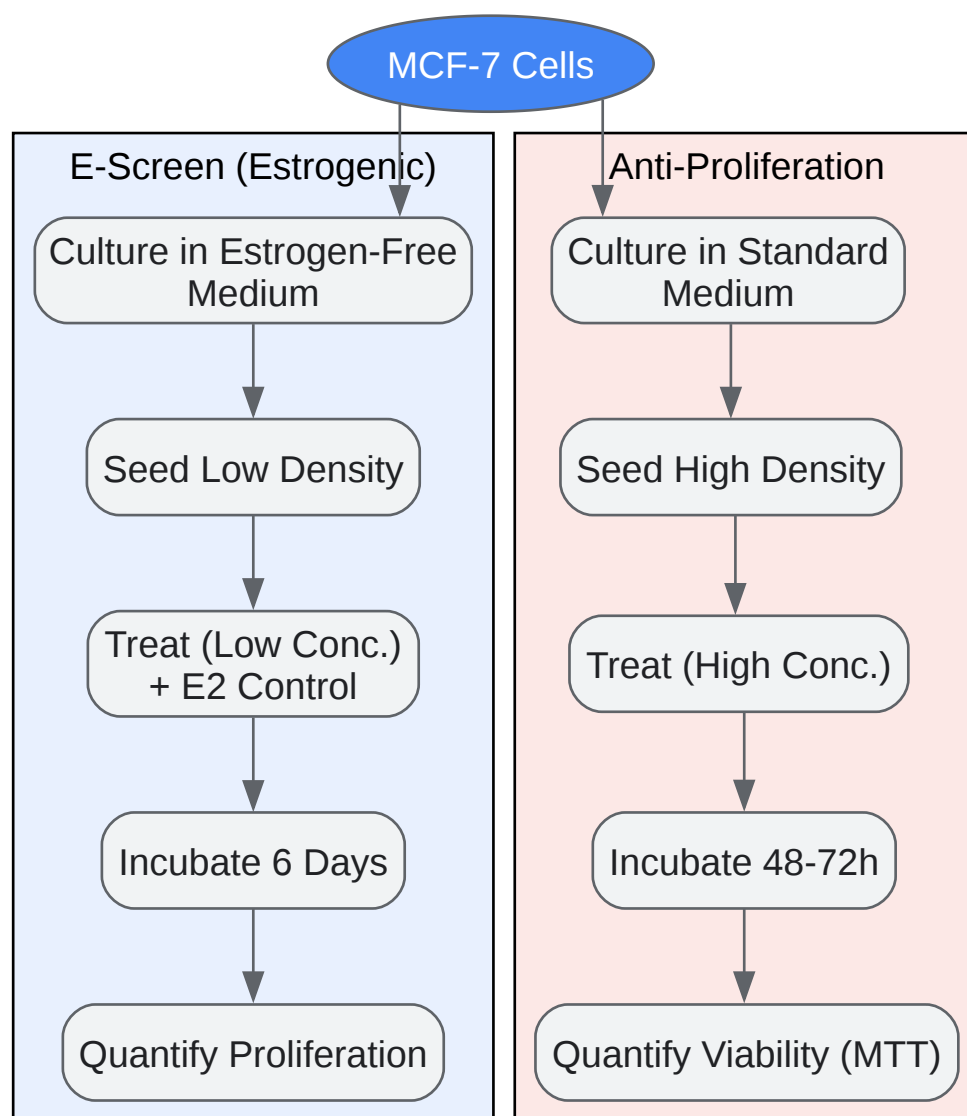 MCF-7 Cells
E-Screen (Estrogenic)
Culture in Estrogen-Free
Medium
Seed Low Density
Treat (Low Conc.)
+ E2 Control
Incubate 6 Days
Quantify Proliferation
Anti-Proliferation
Culture in Standard
Medium
Seed High Density
Treat (High Conc.)
Incubate 48-72h
Quantify Viability (MTT)